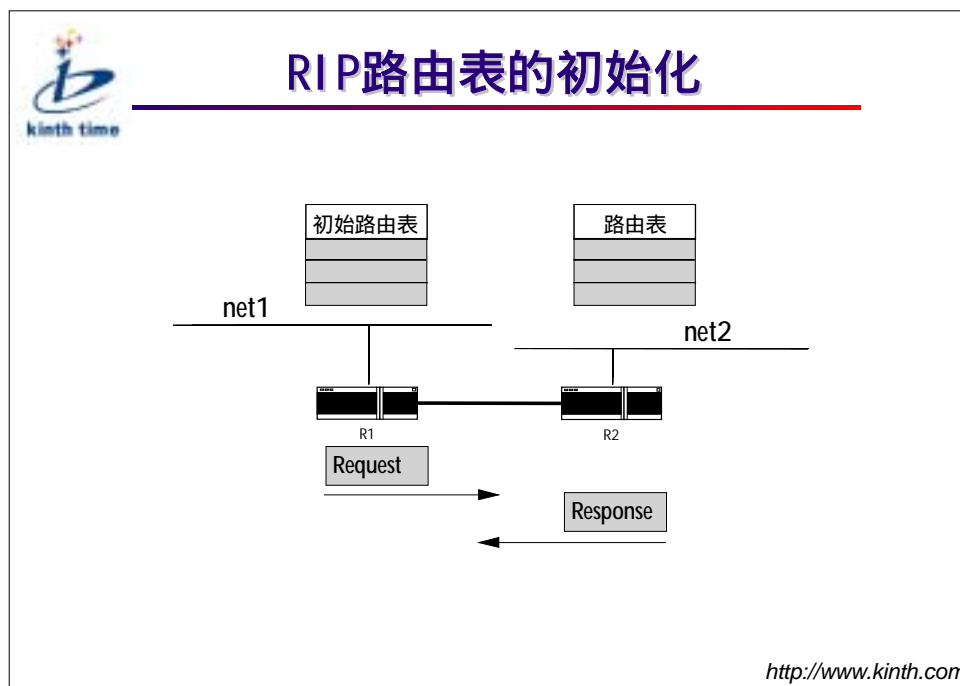 RIP路由表的初始化
kinth time
初始路由表
路由表
net1
net2
R1
R2
Request
Response
http://www.kinth.com